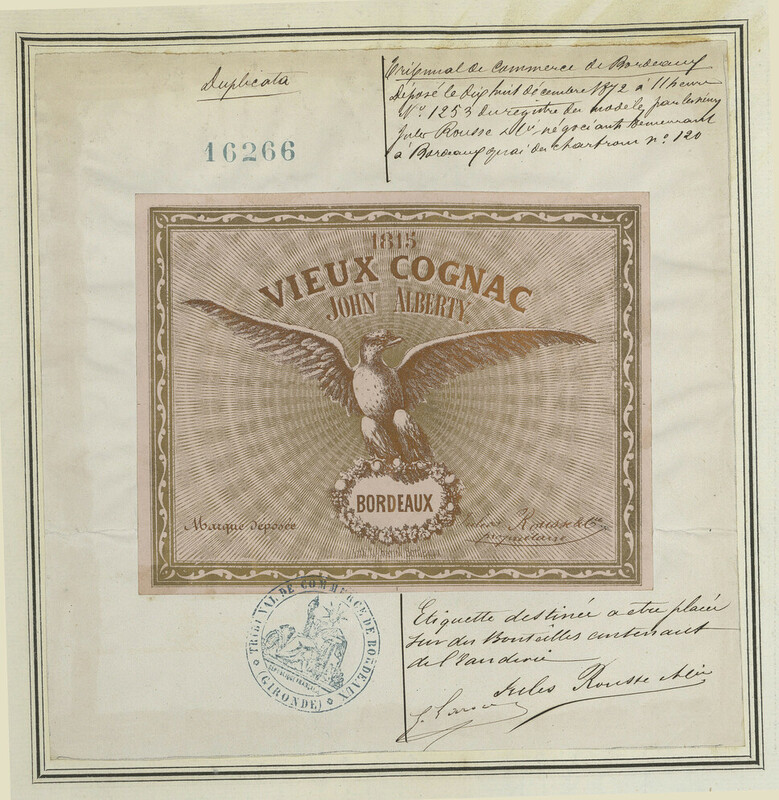 Duplicata
16266
Tribunal de Commerce de Bordeaux
Déposé le dix huit décembre 1872 à 11 heures
N° 1253 du registre des modèles, par
Jules Rousse & Cie, négociants demeurant
à Bordeaux quai des Chartrons n° 120
1815
VIEUX COGNAC
JOHN ALBERTY
BORDEAUX
Marque déposée
Rousse & Cie
Propriétaire
TRIBUNAL DE COMMERCE DE BORDEAUX
(GIRONDE)
Etiquette destinée a etre placée
sur des Bouteilles contenant
de l'eau de vie
Jules Rousse